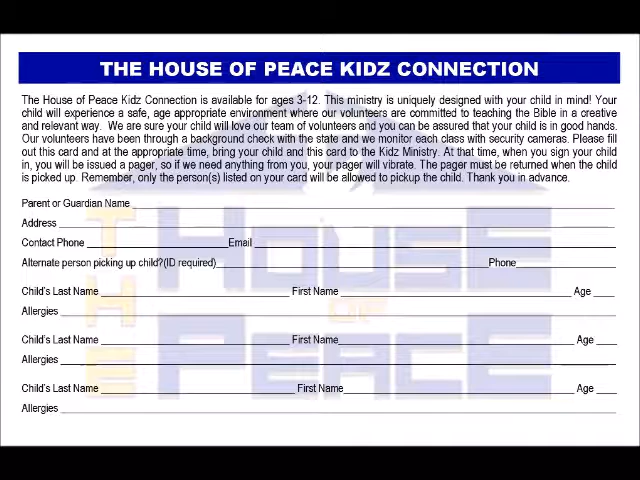 THE HOUSE OF PEACE KIDZ CONNECTION
The House of Peace Kidz Connection is available for ages 3-12. This ministry is uniquely designed with your child in mind! Your
child will experience a safe, age appropriate environment where our volunteers are committed to teaching the Bible in a creative
and relevant way. We are sure your child will love our team of volunteers and you can be assured that your child is in good hands.
Our volunteers have been through a background check with the state and we monitor each class with security cameras. Please fill
out this card and at the appropriate time, bring your child and this card to the Kidz Ministry. At that time, when you sign your child
in, you will be issued a pager, so if we need anything from you, your pager will vibrate. The pager must be returned when the child
is picked up. Remember, only the person(s) listed on your card will be allowed to pickup the child. Thank you in advance.
Parent or Guardian Name
Address
Contact Phone Email
Alternate person picking up child?(ID required) Phone
Child's Last Name First Name Age
Allergies
Child's Last Name First Name Age
Allergies
Child's Last Name First Name Age
Allergies
THE
HOUSE
OF
PEACE